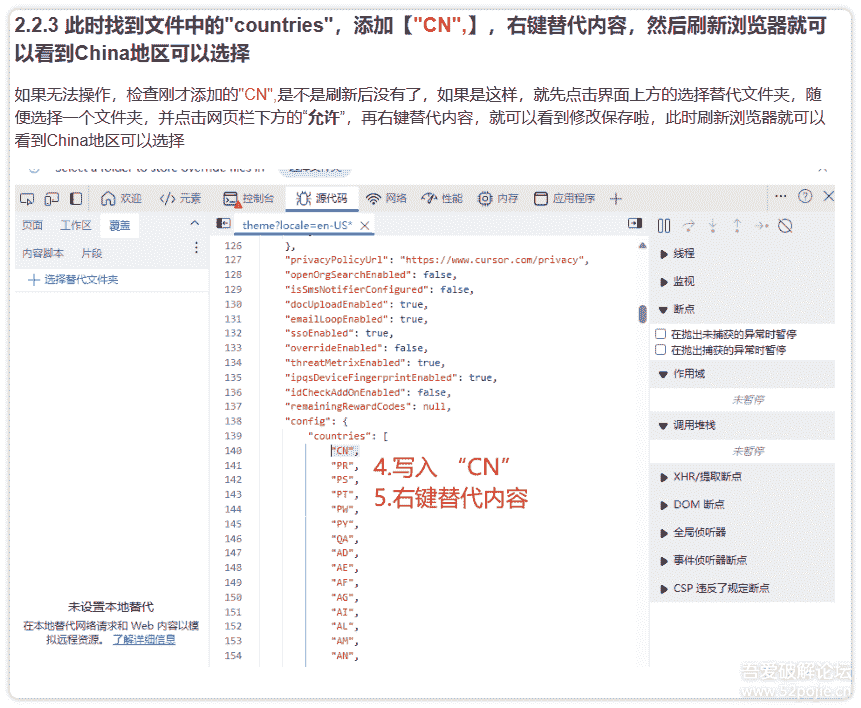 2.2.3 此时找到文件中的"countries"，添加【"CN",】，右键替代内容，然后刷新浏览器就可
以看到China地区可以选择
如果无法操作，检查刚才添加的"CN",是不是刷新后没有了，如果是这样，就先点击界面上方的选择替代文件夹，随
便选择一个文件夹，并点击网页栏下方的“允许”，再右键替代内容，就可以看到修改保存啦，此时刷新浏览器就可以
看到China地区可以选择
欢迎 </> 元素 控制台 源代码 网络 性能 内存 应用程序
页面 工作区 覆盖
theme?locale=en-US*
内容脚本 片段
选择替代文件夹
126 },
127 "privacyPolicyUrl": "https://www.cursor.com/privacy",
128 "openOrgSearchEnabled": false,
129 "isSmsNotifierConfigured": false,
130 "docUploadEnabled": true,
131 "emailLoopEnabled": true,
132 "ssoEnabled": true,
133 "overrideEnabled": false,
134 "threatMetrixEnabled": true,
135 "ipqsDeviceFingerprintEnabled": true,
136 "idCheckAddOnEnabled": false,
137 "remainingRewardCodes": null,
138 "config": {
139 "countries": [
140 "CN",
141 "PR",
142 "PS",
143 "PT",
144 "PW",
145 "PY",
146 "QA",
147 "AD",
148 "AE",
149 "AF",
150 "AG",
151 "AI",
152 "AL",
153 "AM",
154 "AN",
4.写入 “CN”
5.右键替代内容
线程
监视
断点
在抛出未捕获的异常时暂停
在抛出捕获的异常时暂停
作用域
未暂停
调用堆栈
未暂停
XHR/提取断点
DOM 断点
全局侦听器
事件侦听器断点
CSP 违反了规定断点
未设置本地替代
在本地替代网络请求和 Web 内容以模
拟远程资源。 了解详细信息
吾爱破解论坛
www.52pojie.cn